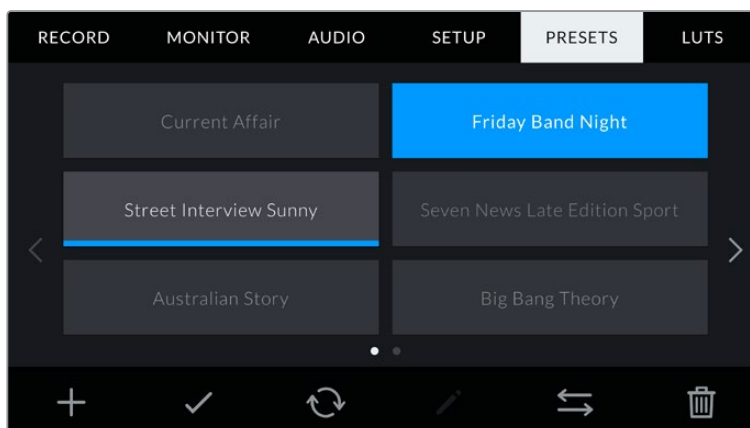 RECORD MONITOR AUDIO SETUP PRESETS LUTS
Current Affair Friday Band Night
Street Interview Sunny Seven News Late Edition Sport
Australian Story Big Bang Theory